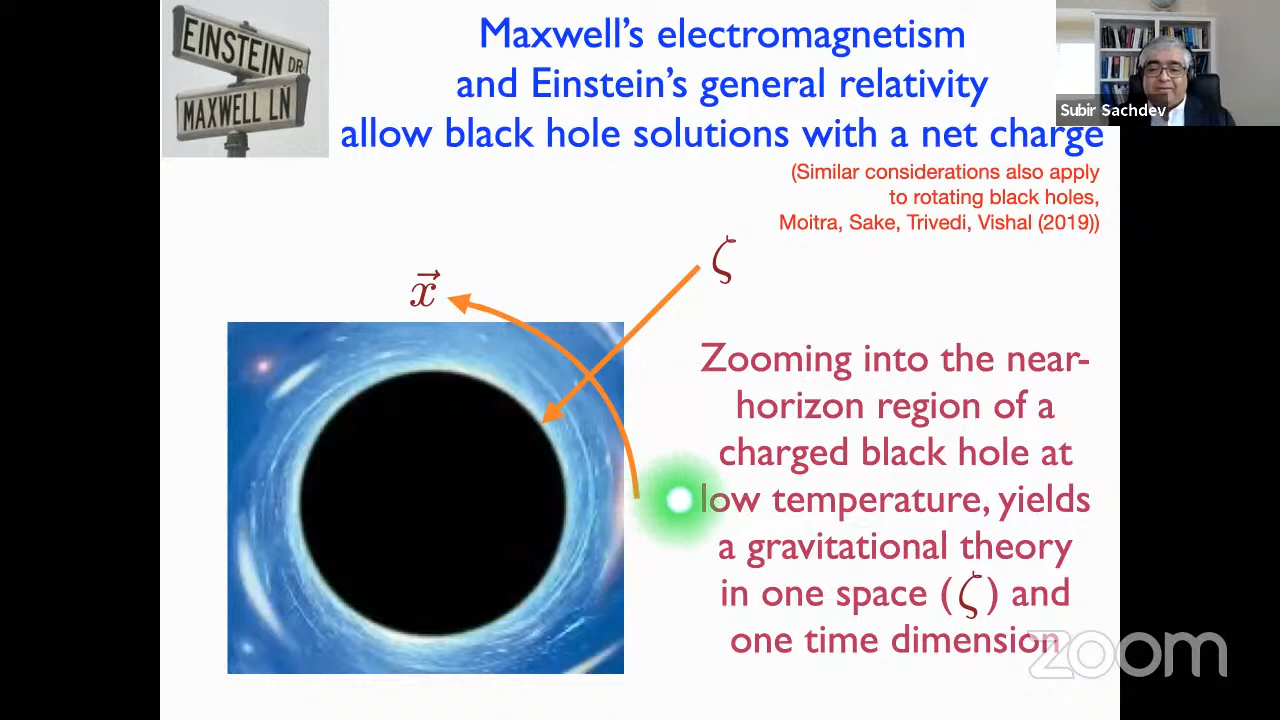 EINSTEIN DR
MAXWELL LN
Maxwell's electromagnetism
and Einstein's general relativity
allow black hole solutions with a net charge
Subir Sachdev
(Similar considerations also apply
to rotating black holes,
Moitra, Sake, Trivedi, Vishal (2019))
ζ
x⃗
Zooming into the near-
horizon region of a
charged black hole at
low temperature, yields
a gravitational theory
in one space (ζ) and
one time dimension
zoom